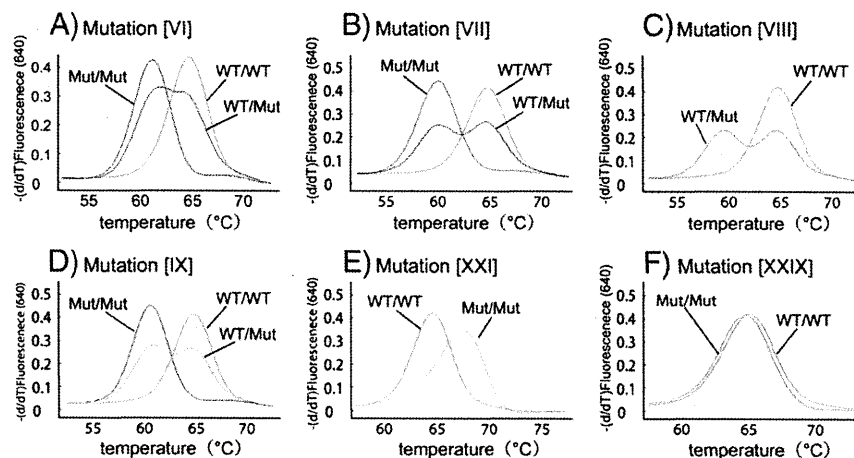 A) Mutation [VI]
-(d/dT)Fluorescenece (640)
0.4
0.3
0.2
0.1
0
Mut/Mut
WT/WT
WT/Mut
55 60 65 70
temperature (°C)
B) Mutation [VII]
-(d/dT)Fluorescenece (640)
0.5
0.4
0.3
0.2
0.1
0
Mut/Mut
WT/WT
WT/Mut
50 55 60 65 70
temperature (°C)
C) Mutation [VIII]
-(d/dT)Fluorescenece (640)
0.5
0.4
0.3
0.2
0.1
0
WT/Mut
WT/WT
55 60 65 70
temperature (°C)
D) Mutation [IX]
-(d/dT)Fluorescenece (640)
0.5
0.4
0.3
0.2
0.1
0
Mut/Mut
WT/WT
WT/Mut
55 60 65 70
temperature (°C)
E) Mutation [XXI]
-(d/dT)Fluorescenece (640)
0.5
0.4
0.3
0.2
0.1
0
WT/WT
Mut/Mut
60 65 70 75
temperature (°C)
F) Mutation [XXIX]
-(d/dT)Fluorescenece (640)
0.5
0.4
0.3
0.2
0.1
0
Mut/Mut
WT/WT
60 65 70
temperature (°C)